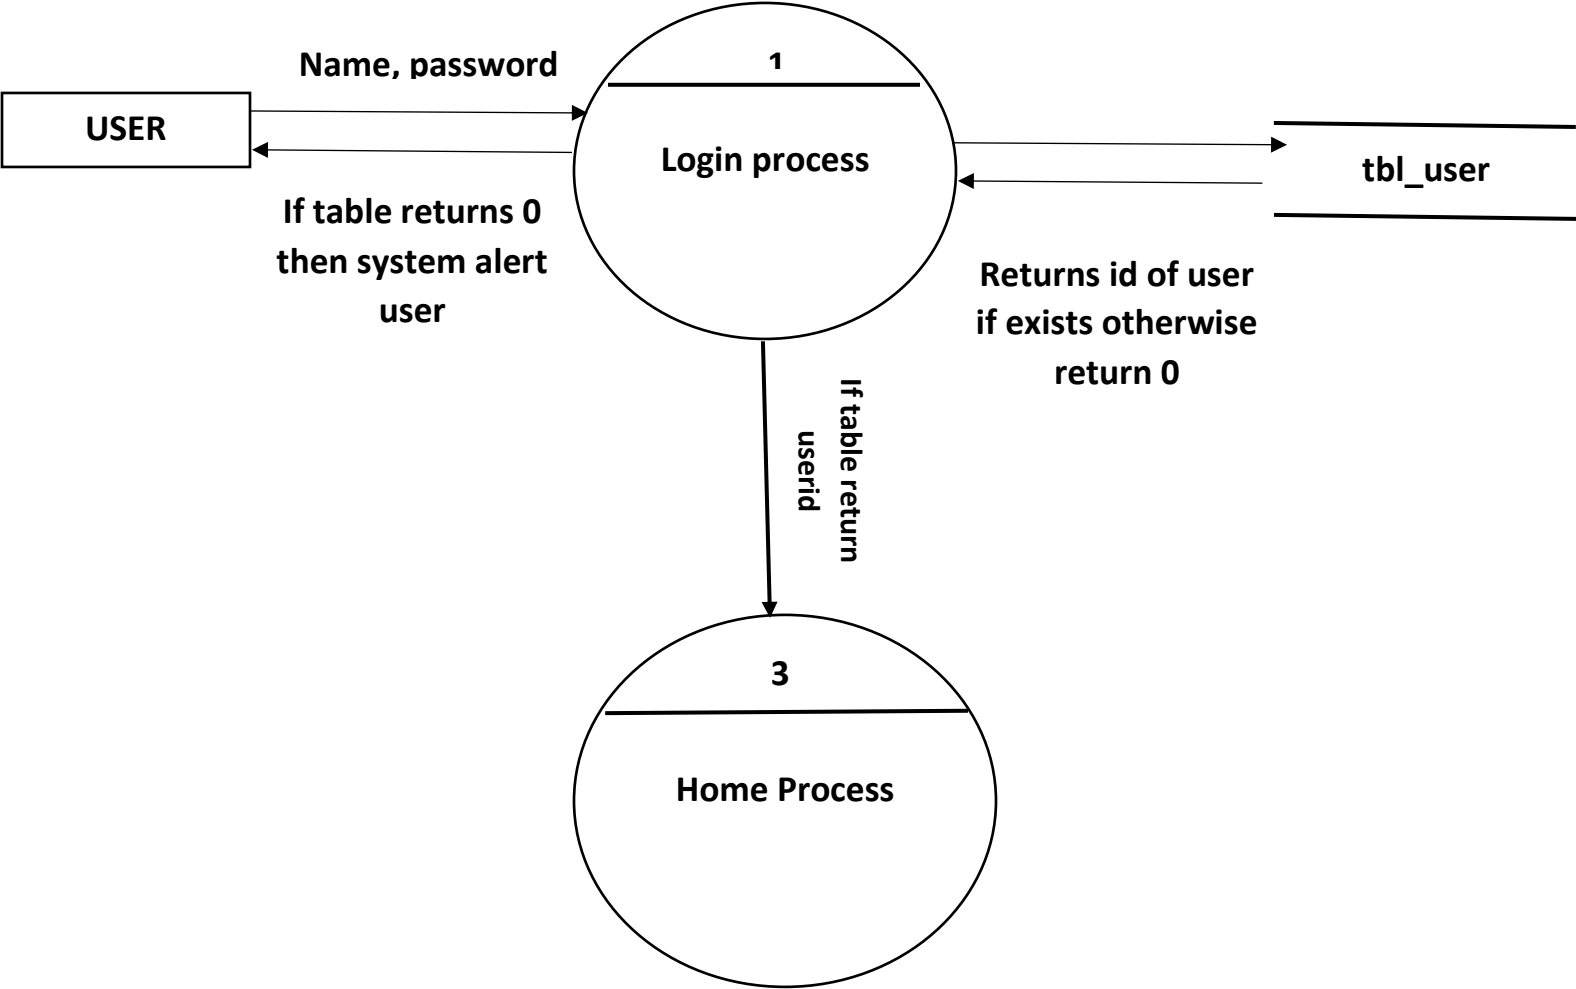 Name, password
1
USER
Login process
tbl_user
If table returns 0
then system alert
user
Returns id of user
if exists otherwise
return 0
If table return
userid
3
Home Process